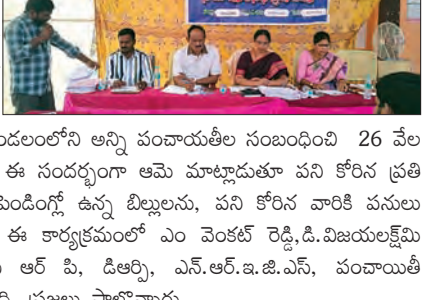 డలంలోని అన్ని పంచాయతీల సంబంధించి 26 వేల
ఈ సందర్భంగా ఆమె మాట్లాడుతూ పని కోరిన ప్రతి
పెండింగ్లో ఉన్న బిల్లులను, పని కోరిన వారికి పనులు
ఈ కార్యక్రమంలో ఎం వెంకట్ రెడ్డి,డి.విజయలక్ష్మి
ఆర్ పి, డిఆర్పి, ఎన్.ఆర్.ఇ.జి.ఎస్, పంచాయితీ
ప్రజలు పాల్గొన్నారు